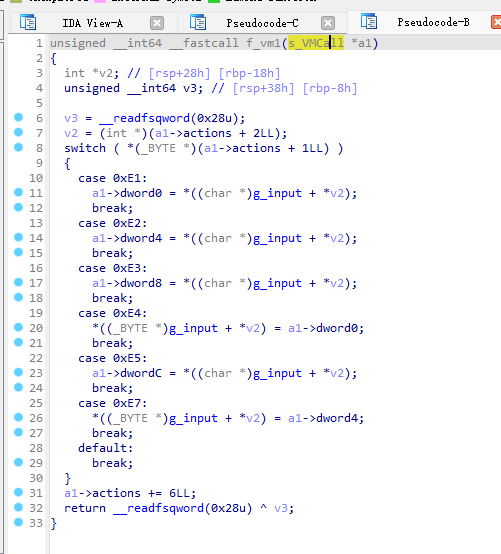 IDA View-A
Pseudocode-C
Pseudocode-B
1 unsigned __int64 __fastcall f_vm1(s_VMCall *a1)
2 {
3 int *v2; // [rsp+28h] [rbp-18h]
4 unsigned __int64 v3; // [rsp+38h] [rbp-8h]
5
6 v3 = __readfsqword(0x28u);
7 v2 = (int *)(a1->actions + 2LL);
8 switch ( *(_BYTE *)(a1->actions + 1LL) )
9 {
10 case 0xE1:
11 a1->dword0 = *((char *)g_input + *v2);
12 break;
13 case 0xE2:
14 a1->dword4 = *((char *)g_input + *v2);
15 break;
16 case 0xE3:
17 a1->dword8 = *((char *)g_input + *v2);
18 break;
19 case 0xE4:
20 *((_BYTE *)g_input + *v2) = a1->dword0;
21 break;
22 case 0xE5:
23 a1->dwordC = *((char *)g_input + *v2);
24 break;
25 case 0xE7:
26 *((_BYTE *)g_input + *v2) = a1->dword4;
27 break;
28 default:
29 break;
30 }
31 a1->actions += 6LL;
32 return __readfsqword(0x28u) ^ v3;
33 }